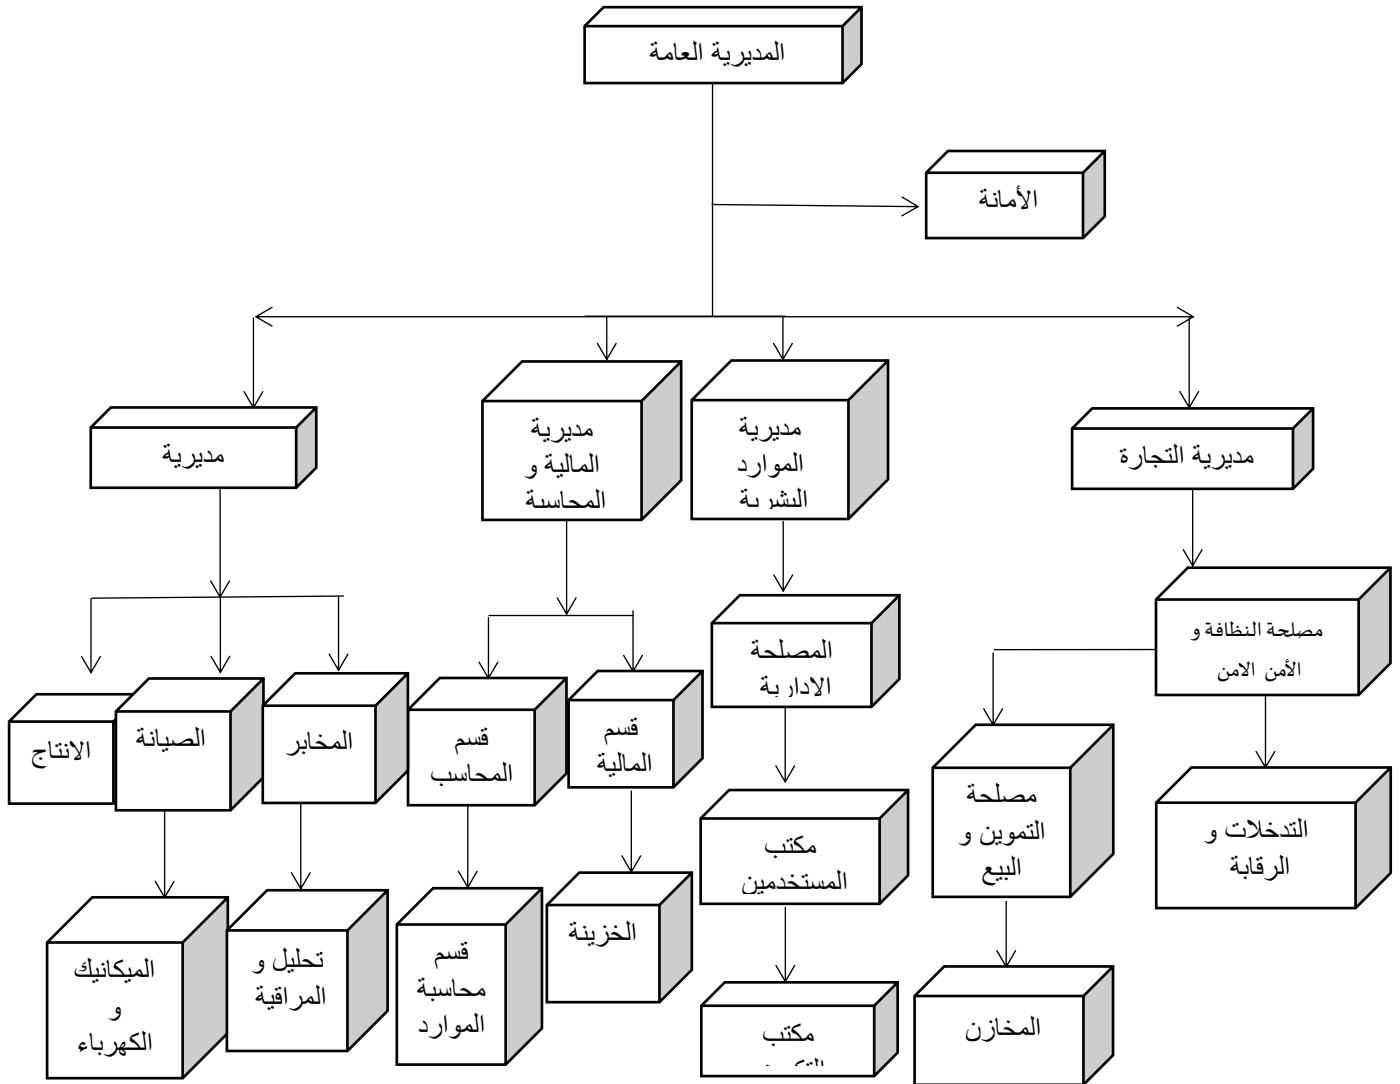 المديرية العامة
الأمانة
مديرية التجارة
مديرية
الموارد
البشرية
مديرية
المالية و
المحاسبة
مديرية
مصلحة النظافة و
الأمن الامن
المصلحة
الادارية
قسم
المالية
قسم
المحاسب
المخابر
الصيانة
الانتاج
التدخلات و
الرقابة
مصلحة
التموين و
البيع
مكتب
المستخدمين
الخزينة
قسم
محاسبة
الموارد
تحليل و
المراقبة
الميكانيك
و
الكهرباء
المخازن
مكتب